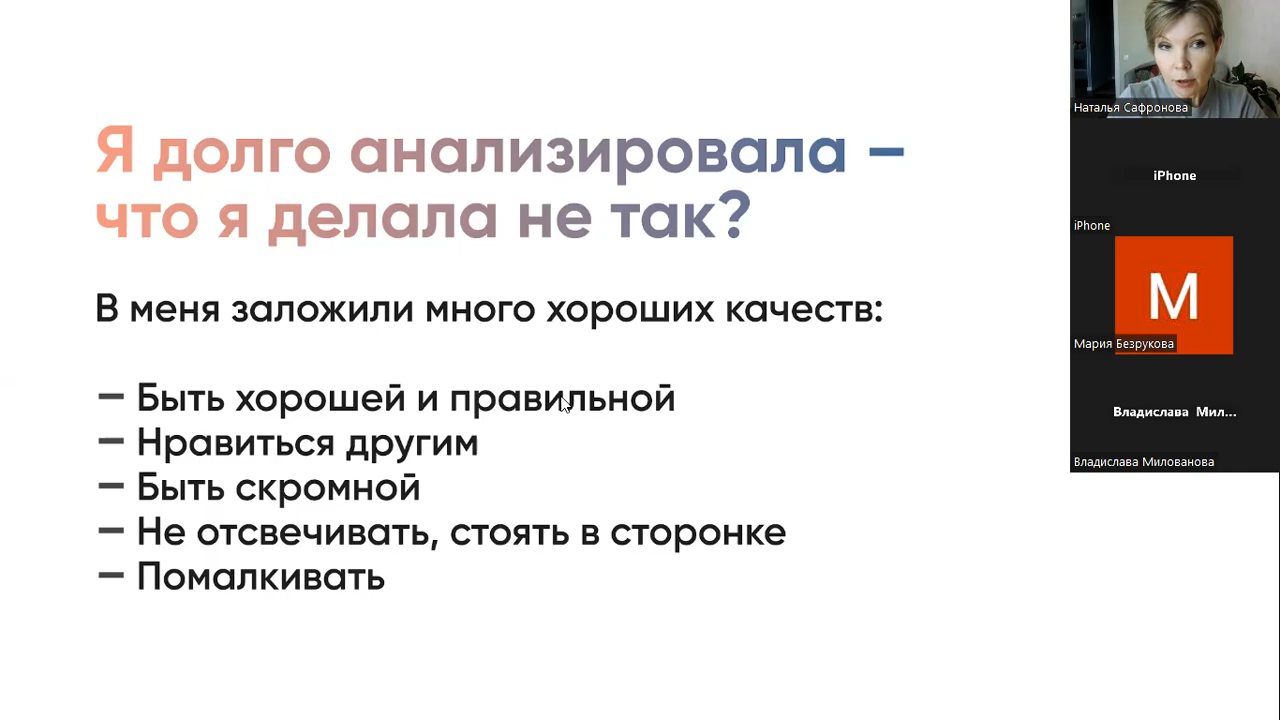 Я долго анализировала –
что я делала не так?
В меня заложили много хороших качеств:
– Быть хорошей и правильной
– Нравиться другим
– Быть скромной
– Не отсвечивать, стоять в сторонке
– Помалкивать
Наталья Сафронова
iPhone
iPhone
М
Мария Безрукова
Владислава Мил...
Владислава Милованова